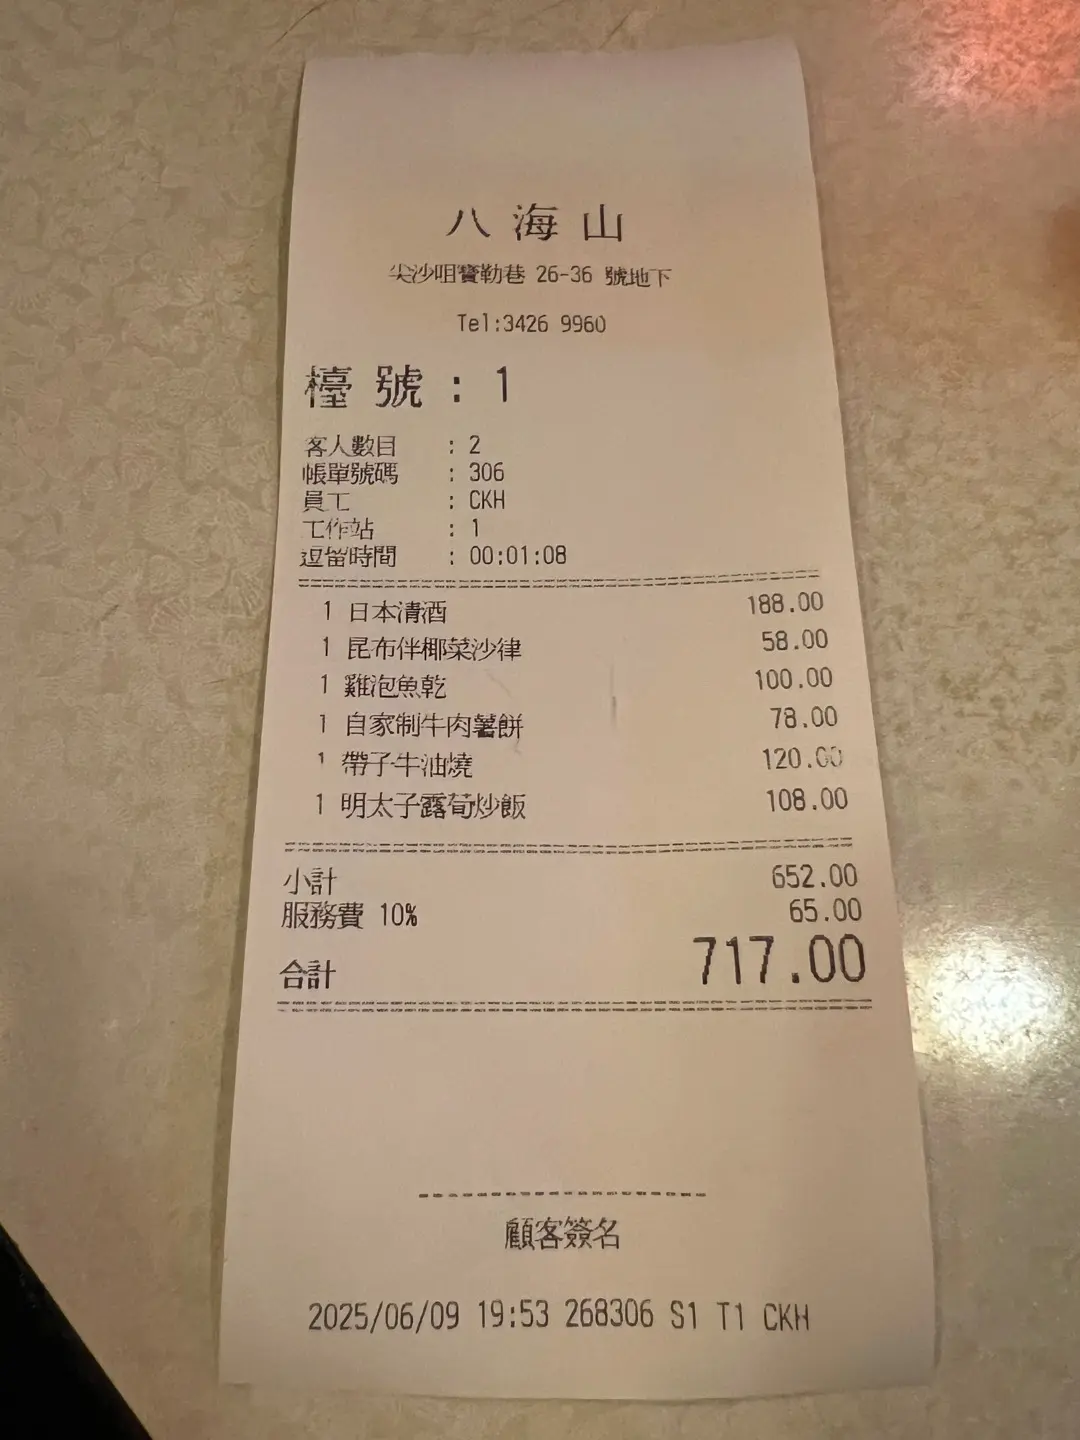 八海山
尖沙咀寶勒巷 26-36 號地下
Tel:3426 9960
檯號 : 1
客人數目 : 2
帳單號碼 : 306
員工 : CKH
工作站 : 1
逗留時間 : 00:01:08
1 日本清酒 188.00
1 昆布伴椰菜沙律 58.00
1 雞泡魚乾 100.00
1 自家制牛肉薯餅 78.00
1 帶子牛油燒 120.00
1 明太子露荀炒飯 108.00
小計 652.00
服務費 10% 65.00
合計 717.00
顧客簽名
2025/06/09 19:53 268306 S1 T1 CKH